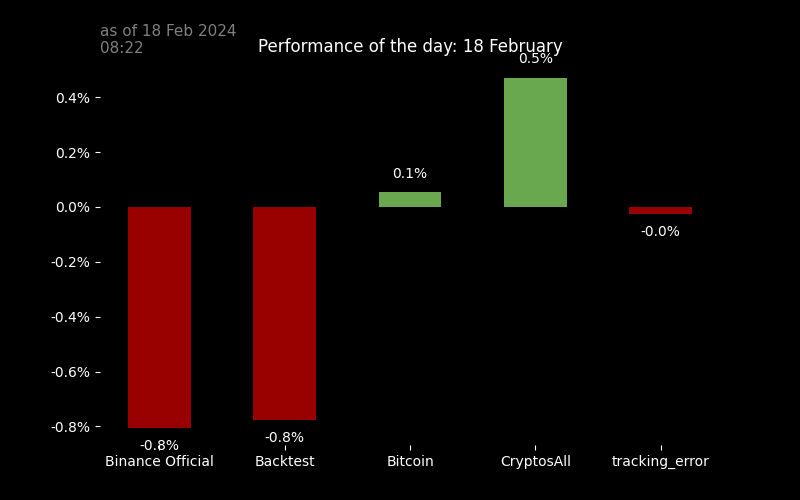 as of 18 Feb 2024
08:22
Performance of the day: 18 February
0.5%
0.4%
0.2%
0.1%
0.0%
-0.0%
-0.2%
-0.4%
-0.6%
-0.8%
-0.8%
-0.8%
Binance Official
Backtest
Bitcoin
CryptosAll
tracking_error